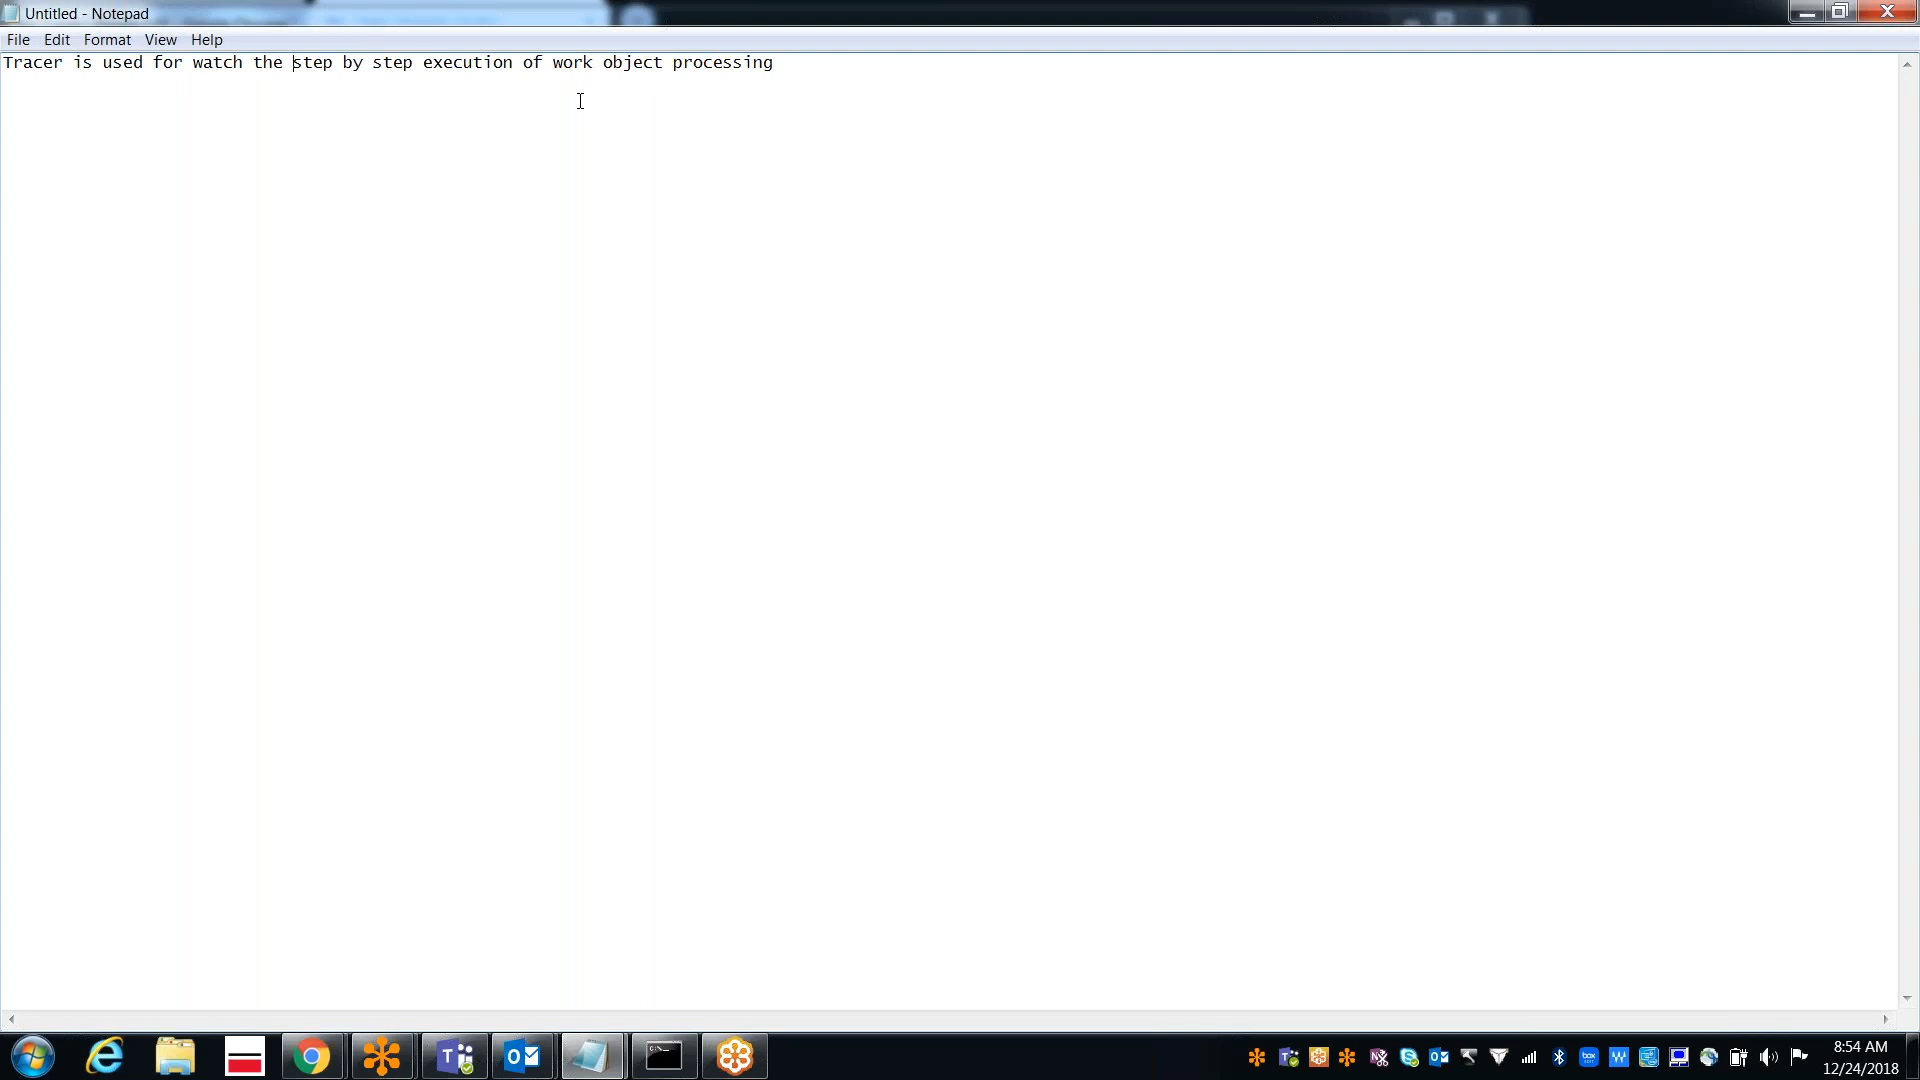 Untitled - Notepad
File Edit Format View Help
Tracer is used for watch the step by step execution of work object processing
8:54 AM
12/24/2018